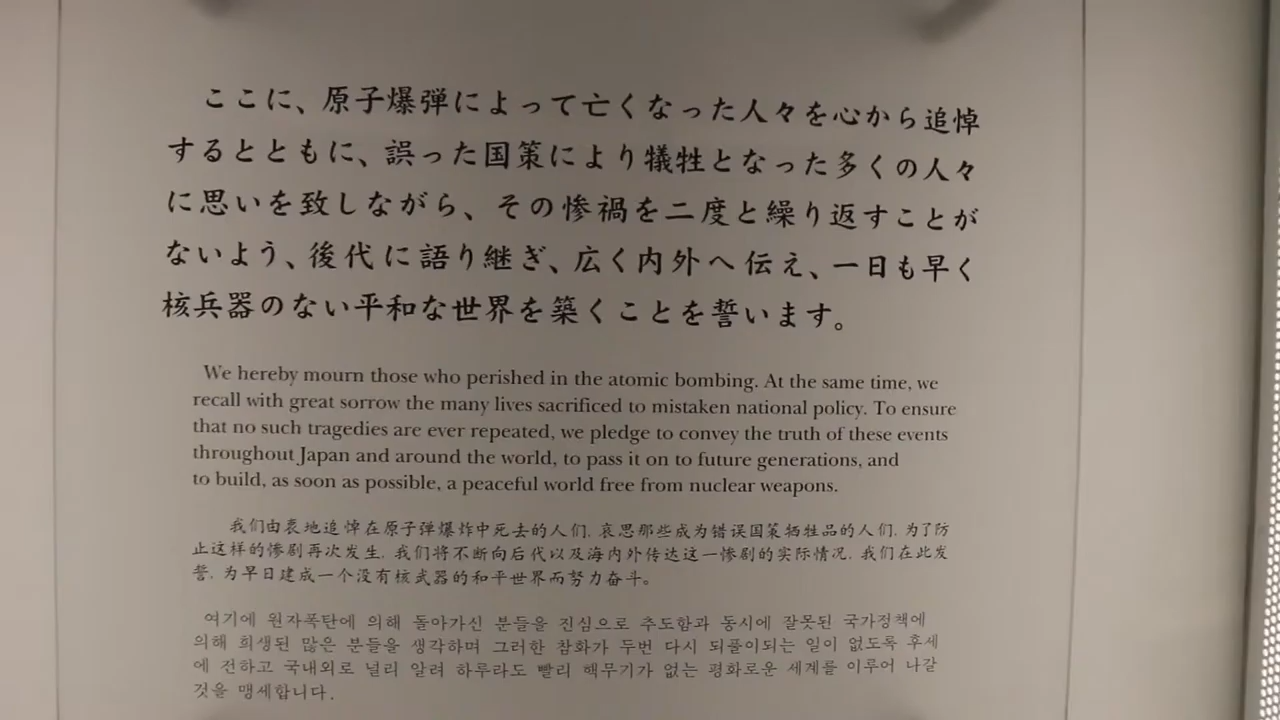 ここに、原子爆弾によって亡くなった人々を心から追悼
するとともに、誤った国策により犠牲となった多くの人々
に思いを致しながら、その惨禍を二度と繰り返すことが
ないよう、後代に語り継ぎ、広く内外へ伝え、一日も早く
核兵器のない平和な世界を築くことを誓います。
We hereby mourn those who perished in the atomic bombing. At the same time, we
recall with great sorrow the many lives sacrificed to mistaken national policy. To ensure
that no such tragedies are ever repeated, we pledge to convey the truth of these events
throughout Japan and around the world, to pass it on to future generations, and
to build, as soon as possible, a peaceful world free from nuclear weapons.
我们由衷地追悼在原子弹爆炸中死去的人们, 哀思那些成为错误国策牺牲品的人们, 为了防
止这样的惨剧再次发生, 我们将不断向后代以及海内外传达这一惨剧的实际情况, 我们在此发
誓, 为早日建成一个没有核武器的和平世界而努力奋斗。
여기에 원자폭탄에 의해 돌아가신 분들을 진심으로 추도함과 동시에 잘못된 국가정책에
의해 희생된 많은 분들을 생각하며 그러한 참화가 두번 다시 되풀이되는 일이 없도록 후세
에 전하고 국내외로 널리 알려 하루라도 빨리 핵무기가 없는 평화로운 세계를 이루어 나갈
것을 맹세합니다.